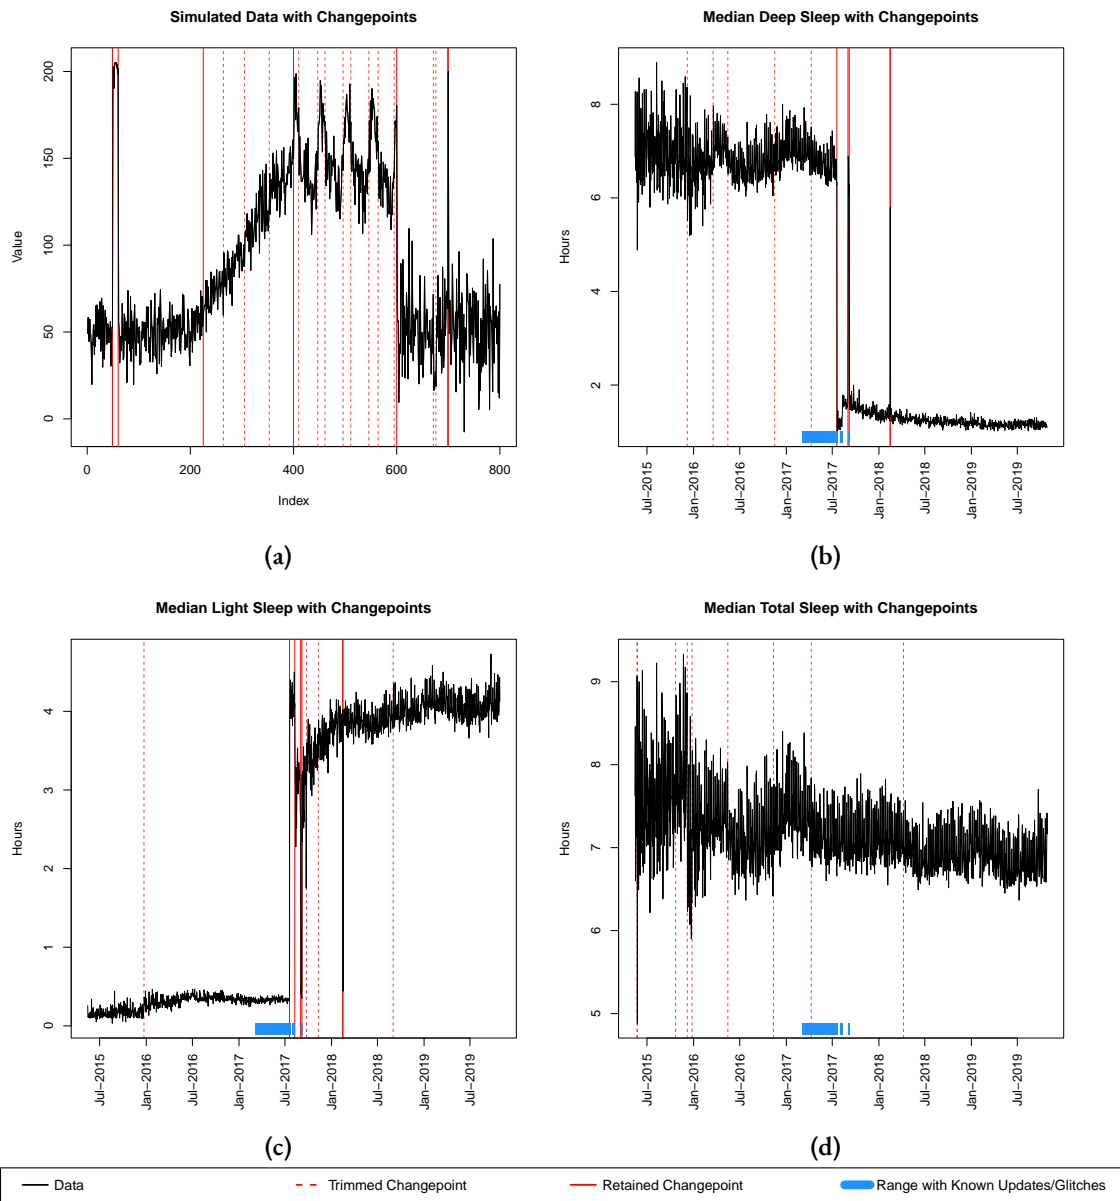 Simulated Data with Changepoints
Value
0
50
100
150
200
0
200
400
600
800
Index
(a)
Median Deep Sleep with Changepoints
Hours
2
4
6
8
Jul−2015
Jan−2016
Jul−2016
Jan−2017
Jul−2017
Jan−2018
Jul−2018
Jan−2019
Jul−2019
(b)
Median Light Sleep with Changepoints
Hours
0
1
2
3
4
Jul−2015
Jan−2016
Jul−2016
Jan−2017
Jul−2017
Jan−2018
Jul−2018
Jan−2019
Jul−2019
(c)
Median Total Sleep with Changepoints
Hours
5
6
7
8
9
Jul−2015
Jan−2016
Jul−2016
Jan−2017
Jul−2017
Jan−2018
Jul−2018
Jan−2019
Jul−2019
(d)
Data
Trimmed Changepoint
Retained Changepoint
Range with Known Updates/Glitches